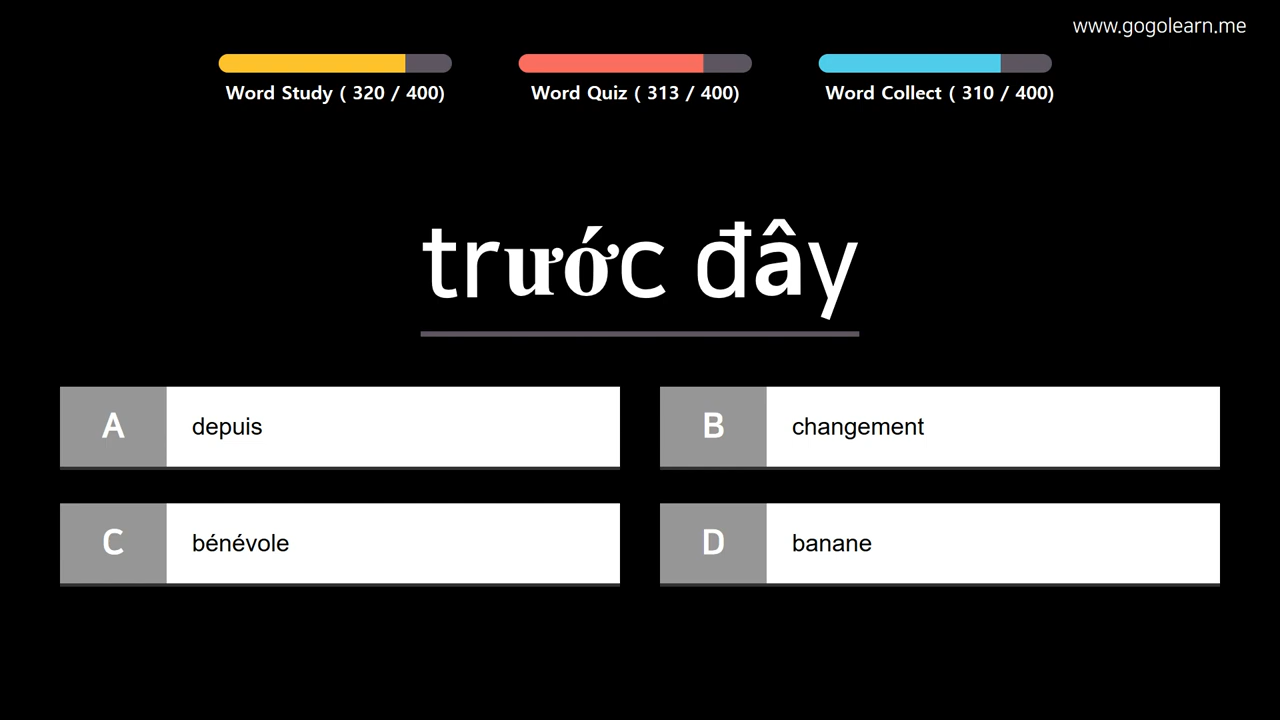 www.gogolearn.me
Word Study ( 320 / 400)
Word Quiz ( 313 / 400)
Word Collect ( 310 / 400)
trước đây
A depuis
B changement
C bénévole
D banane